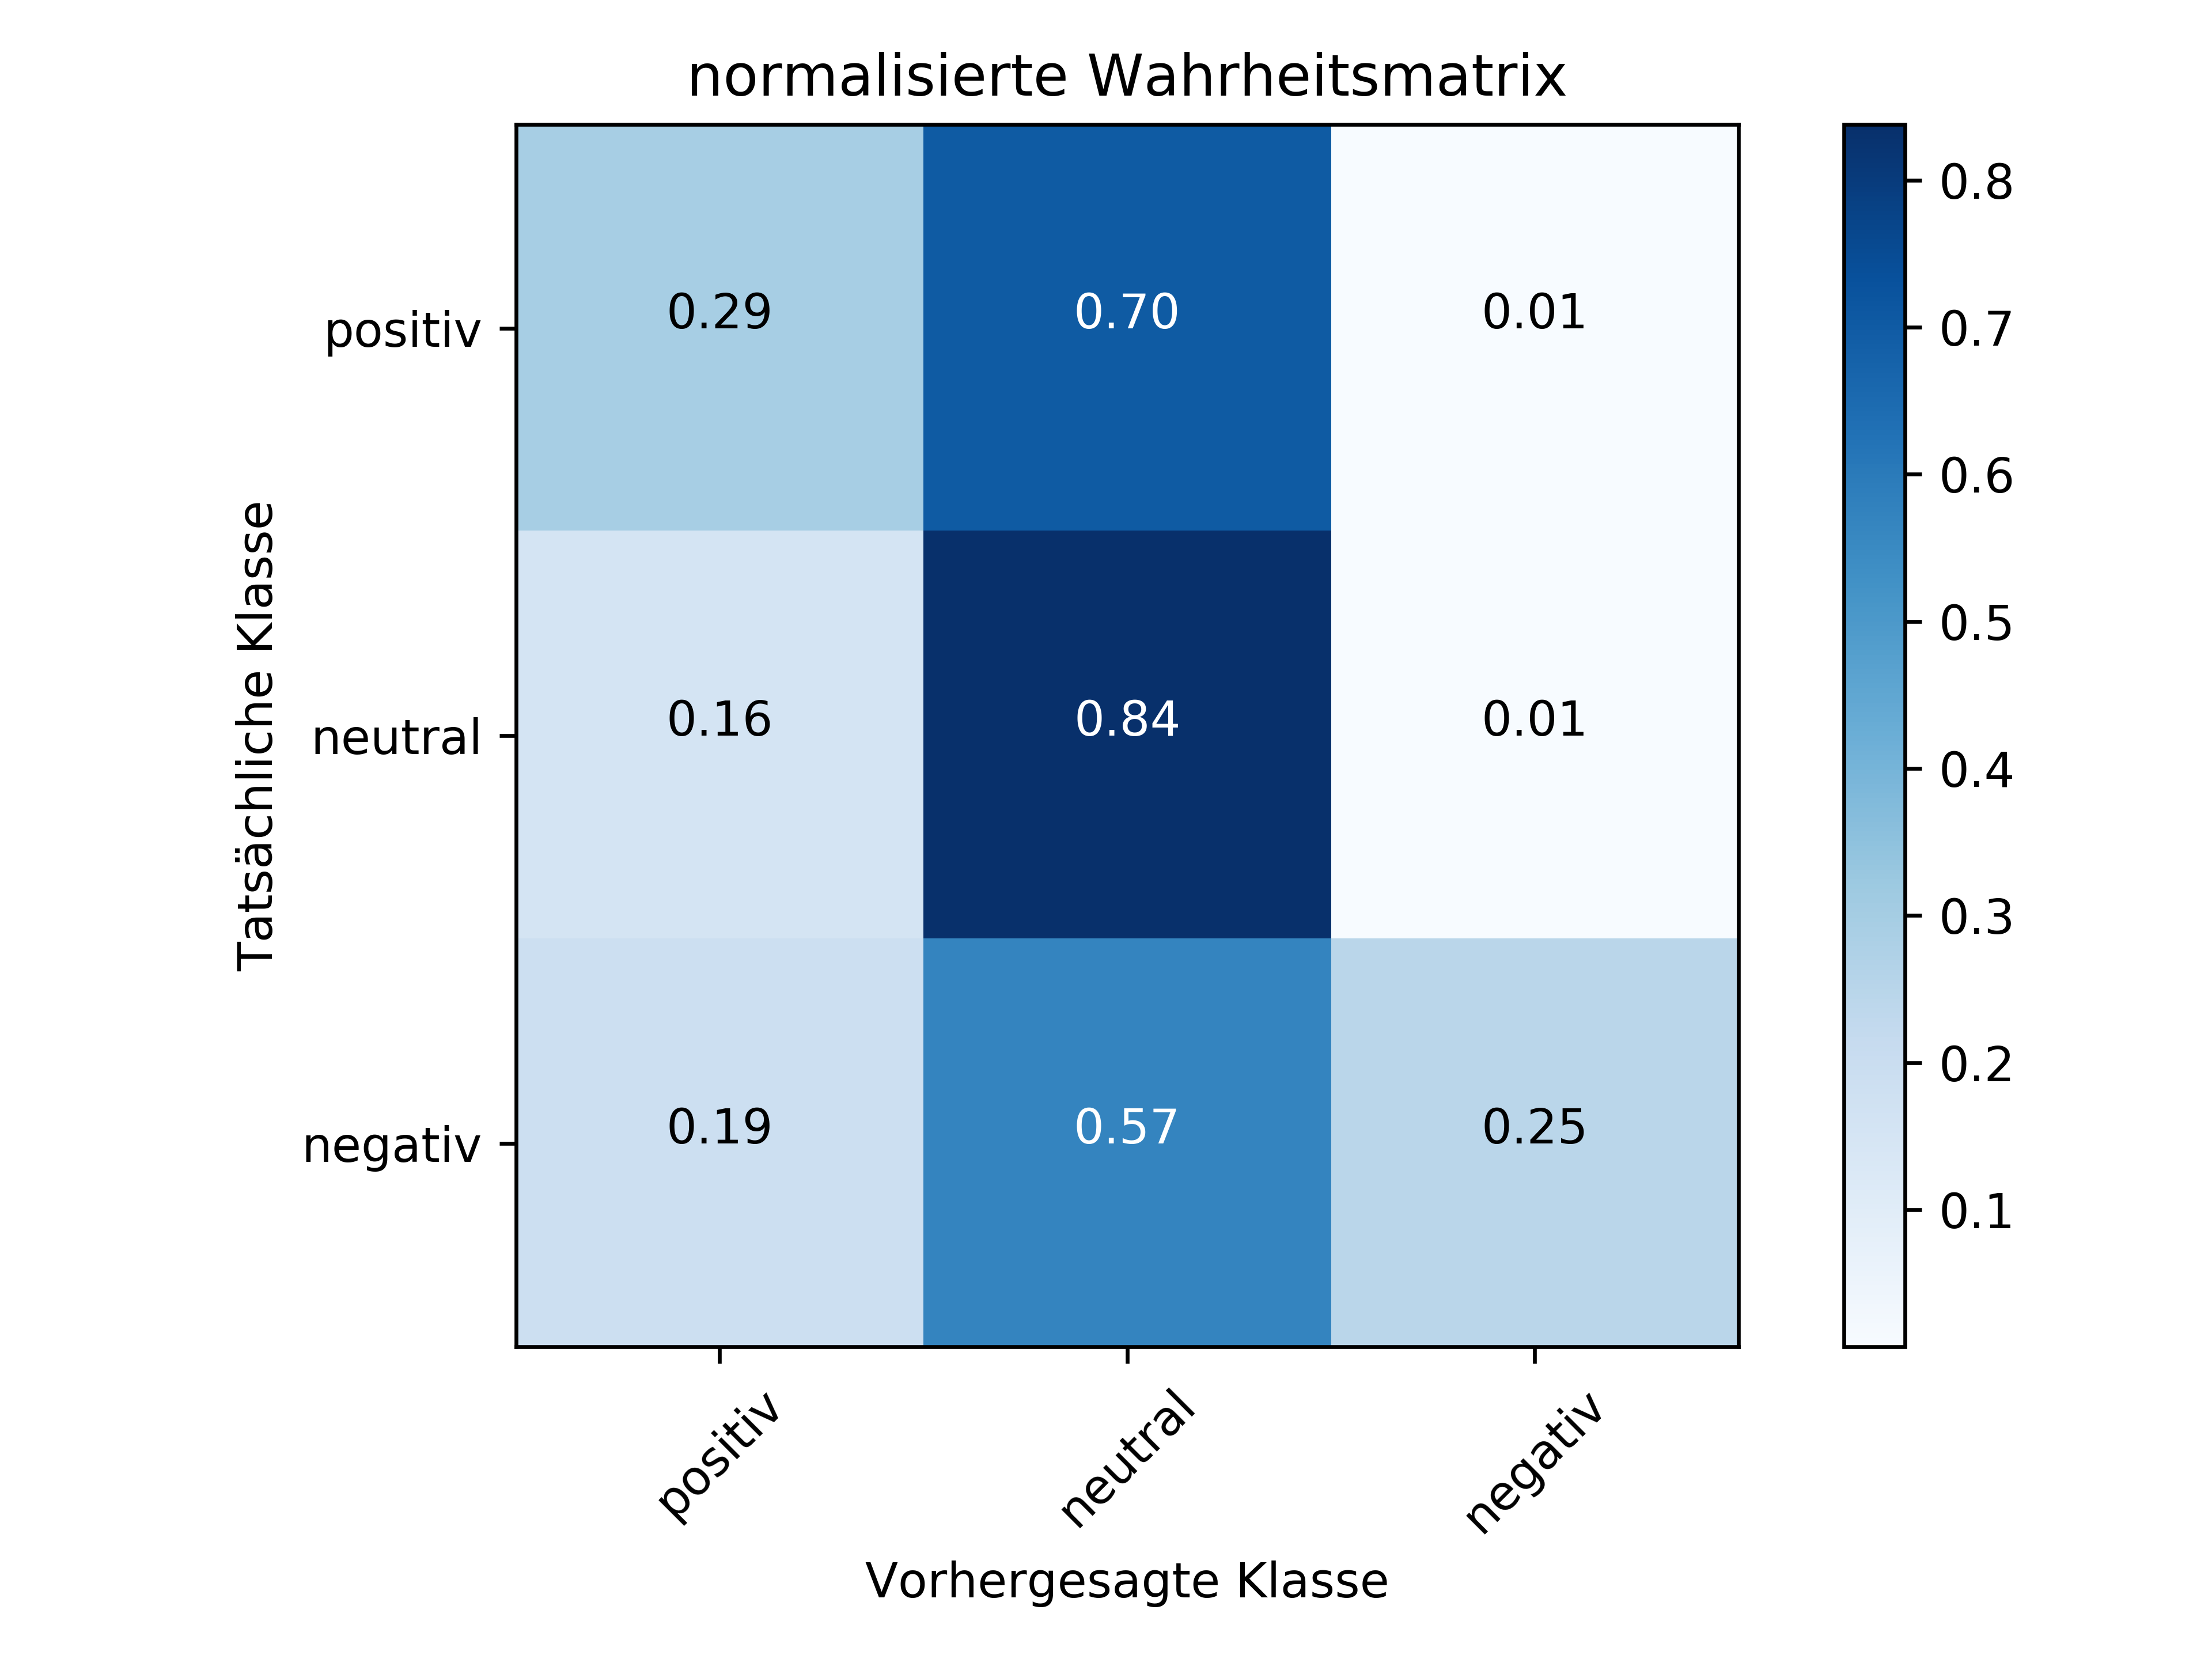 normalisierte Wahrheitsmatrix
Tatsächliche Klasse
positiv
0.29 0.70 0.01
neutral
0.16 0.84 0.01
negativ
0.19 0.57 0.25
positiv neutral negativ
Vorhergesagte Klasse
0.8
0.7
0.6
0.5
0.4
0.3
0.2
0.1